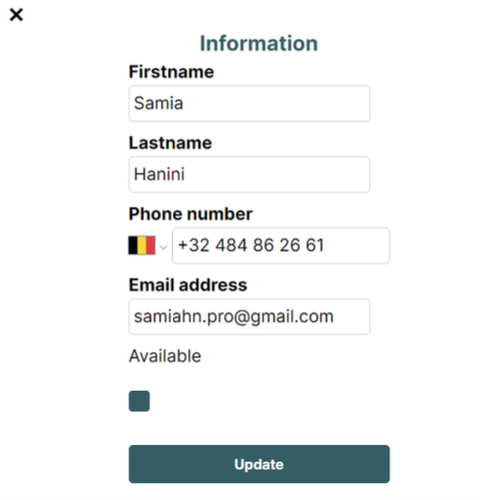 Information
Firstname
Samia
Lastname
Hanini
Phone number
+32 484 86 26 61
Email address
samiahn.pro@gmail.com
Available
Update